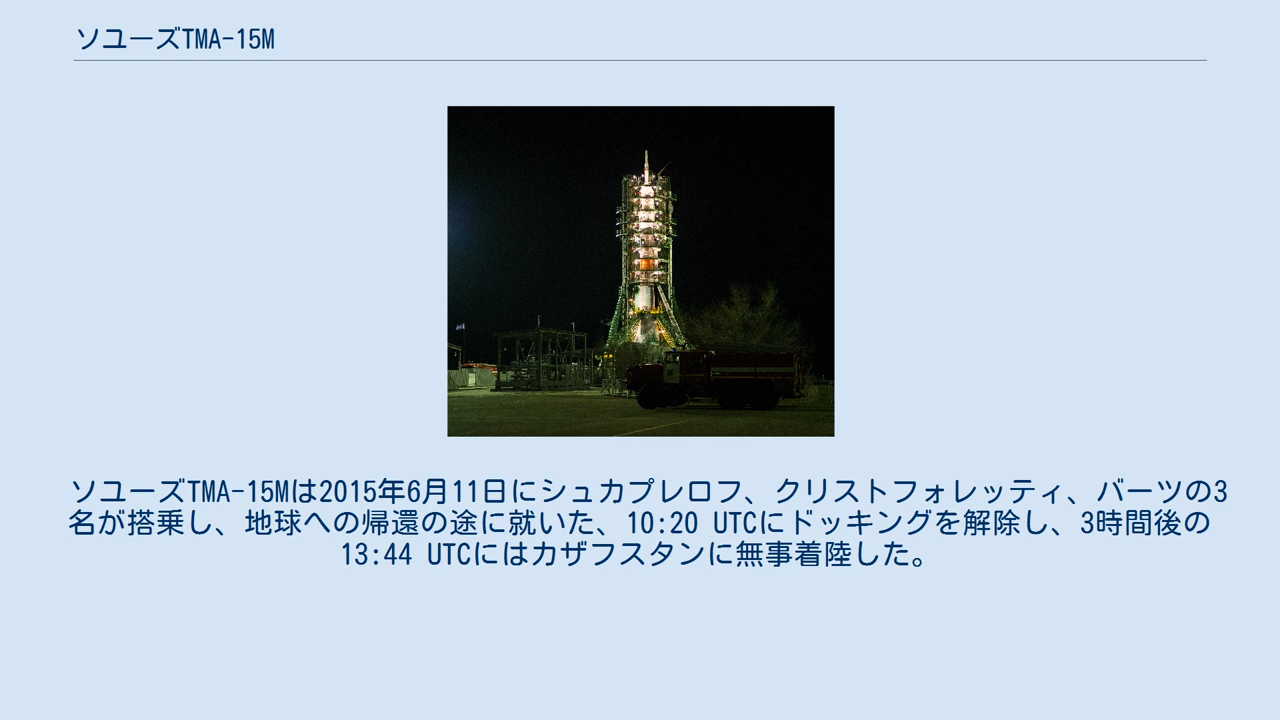 ソユーズTMA-15M
ソユーズTMA-15Mは2015年6月11日にシュカプレロフ、クリストフォレッティ、バーツの3
名が搭乗し、地球への帰還の途に就いた、10:20 UTCにドッキングを解除し、3時間後の
13:44 UTCにはカザフスタンに無事着陸した。